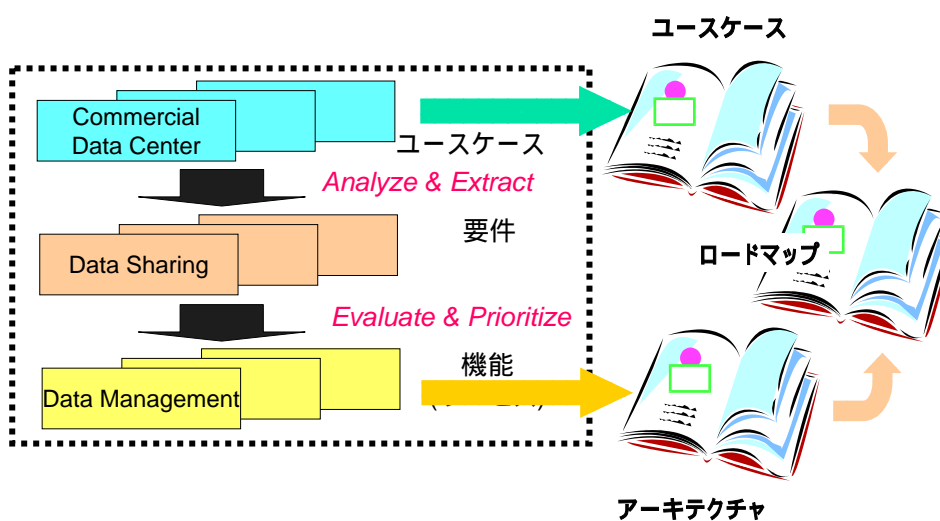 ユースケース
Commercial
Data Center
ユースケース
Analyze & Extract
要件
Data Sharing
ロードマップ
Evaluate & Prioritize
機能
Data Management
アーキテクチャ